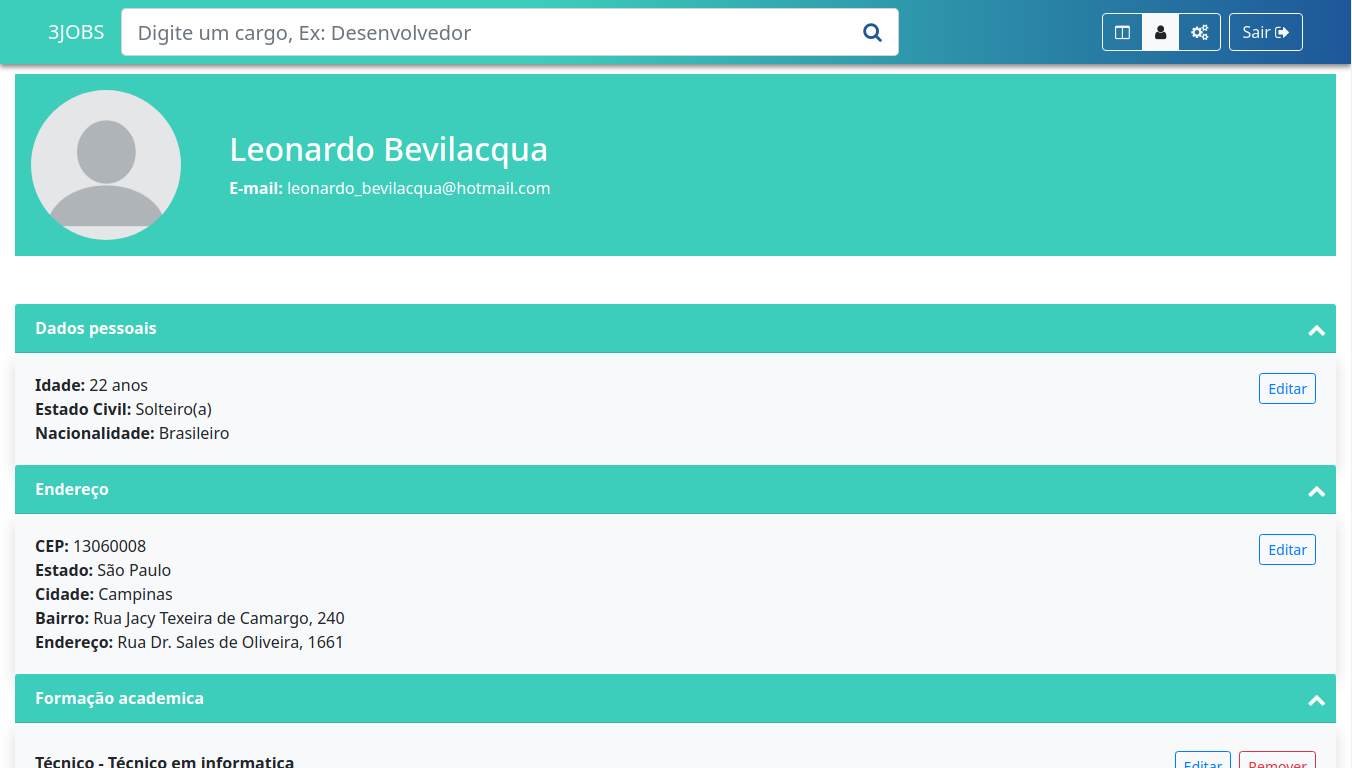 3JOBS
Digite um cargo, Ex: Desenvolvedor
Sair
Leonardo Bevilacqua
E-mail: leonardo_bevilacqua@hotmail.com
Dados pessoais
Idade: 22 anos
Editar
Estado Civil: Solteiro(a)
Nacionalidade: Brasileiro
Endereço
CEP: 13060008
Editar
Estado: São Paulo
Cidade: Campinas
Bairro: Rua Jacy Texeira de Camargo, 240
Endereço: Rua Dr. Sales de Oliveira, 1661
Formação academica
Técnico - Técnico em informatica
Editar
Remover